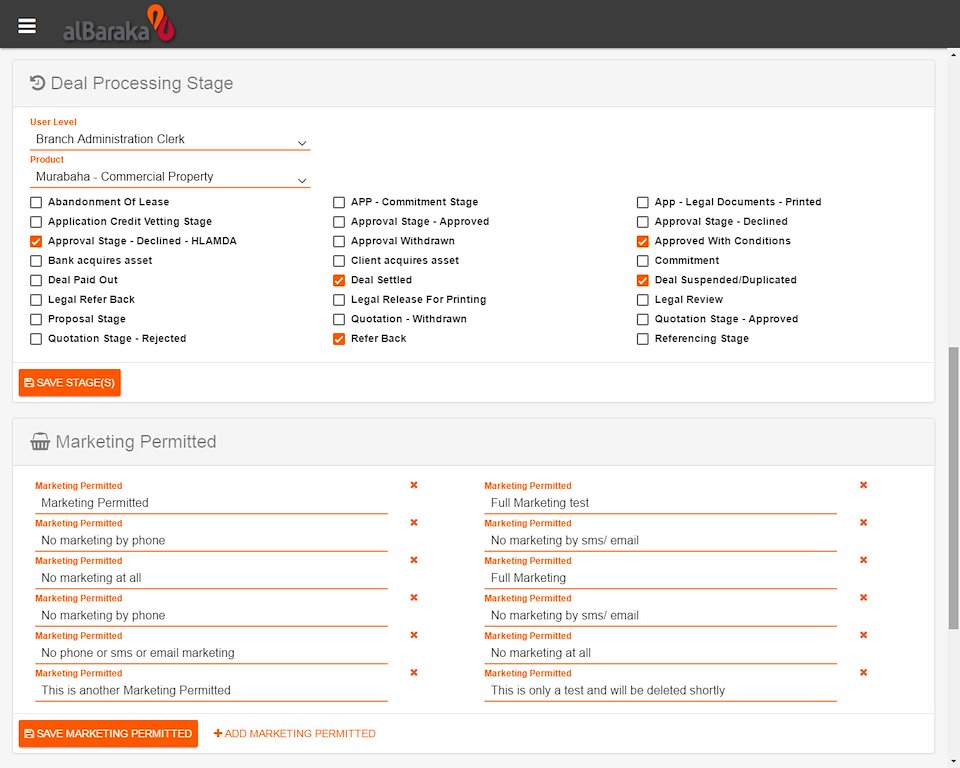 alBaraka
Deal Processing Stage
User Level
Branch Administration Clerk
Product
Murabaha - Commercial Property
Abandonment Of Lease
APP - Commitment Stage
App - Legal Documents - Printed
Application Credit Vetting Stage
Approval Stage - Approved
Approval Stage - Declined
Approval Stage - Declined - HLAMDA
Approval Withdrawn
Approved With Conditions
Bank acquires asset
Client acquires asset
Commitment
Deal Paid Out
Deal Settled
Deal Suspended/Duplicated
Legal Refer Back
Legal Release For Printing
Legal Review
Proposal Stage
Quotation - Withdrawn
Quotation Stage - Approved
Quotation Stage - Rejected
Refer Back
Referencing Stage
SAVE STAGE(S)
Marketing Permitted
Marketing Permitted
Marketing Permitted
Marketing Permitted
Full Marketing test
Marketing Permitted
No marketing by phone
Marketing Permitted
No marketing by sms/ email
Marketing Permitted
No marketing at all
Marketing Permitted
Full Marketing
Marketing Permitted
No marketing by phone
Marketing Permitted
No marketing by sms/ email
Marketing Permitted
No phone or sms or email marketing
Marketing Permitted
No marketing at all
Marketing Permitted
This is another Marketing Permitted
Marketing Permitted
This is only a test and will be deleted shortly
SAVE MARKETING PERMITTED
ADD MARKETING PERMITTED